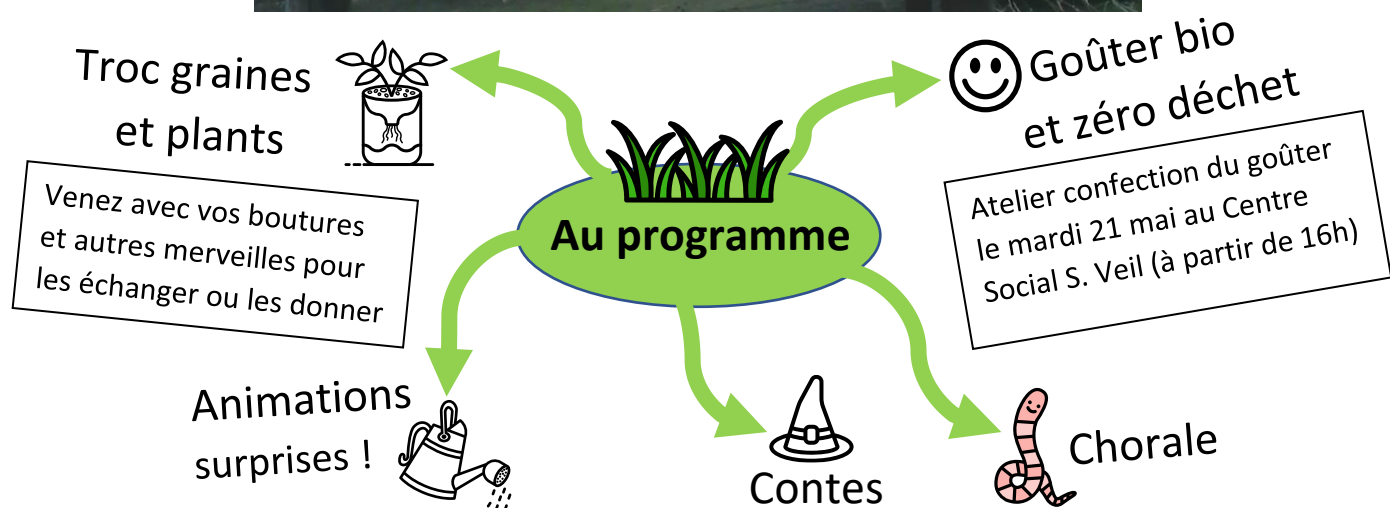 Troc graines
et plants
Venez avec vos boutures
et autres merveilles pour
les échanger ou les donner
Goûter bio
et zéro déchet
Atelier confection du goûter
le mardi 21 mai au Centre
Social S. Veil (à partir de 16h)
Au programme
Animations
surprises !
Contes
Chorale